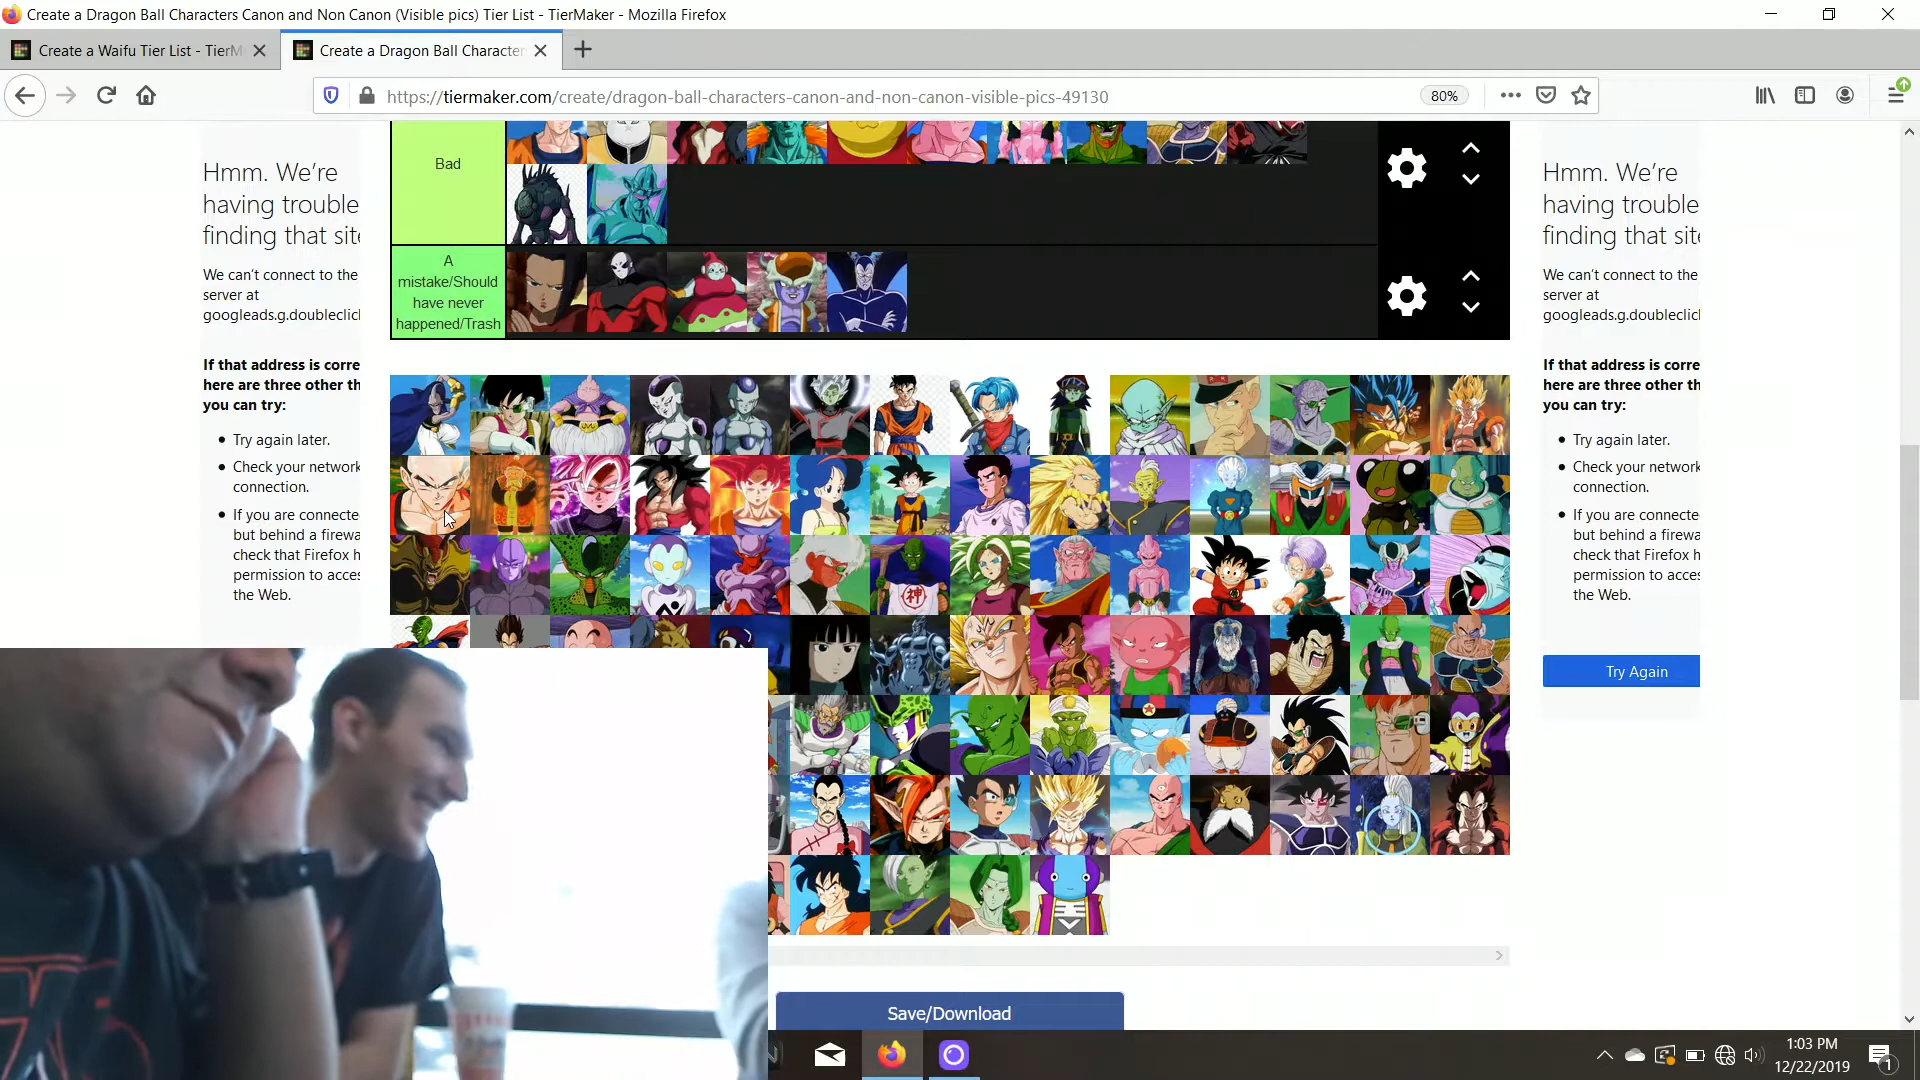 Create a Dragon Ball Characters Canon and Non Canon (Visible pics) Tier List - TierMaker - Mozilla Firefox
Create a Waifu Tier List - TierM
Create a Dragon Ball Character
https://tiermaker.com/create/dragon-ball-characters-canon-and-non-canon-visible-pics-49130
80%
Hmm. We're
having trouble
finding that site
We can't connect to the
server at
googleads.g.doubleclic
If that address is corre
here are three other th
you can try:
Try again later.
Check your network
connection.
If you are connecte
but behind a firewa
check that Firefox h
permission to acces
the Web.
Bad
A
mistake/Should
have never
happened/Trash
Hmm. We're
having trouble
finding that site
We can't connect to the
server at
googleads.g.doubleclic
If that address is corre
here are three other th
you can try:
Try again later.
Check your network
connection.
If you are connecte
but behind a firewa
check that Firefox h
permission to acces
the Web.
Try Again
Save/Download
1:03 PM
12/22/2019
1